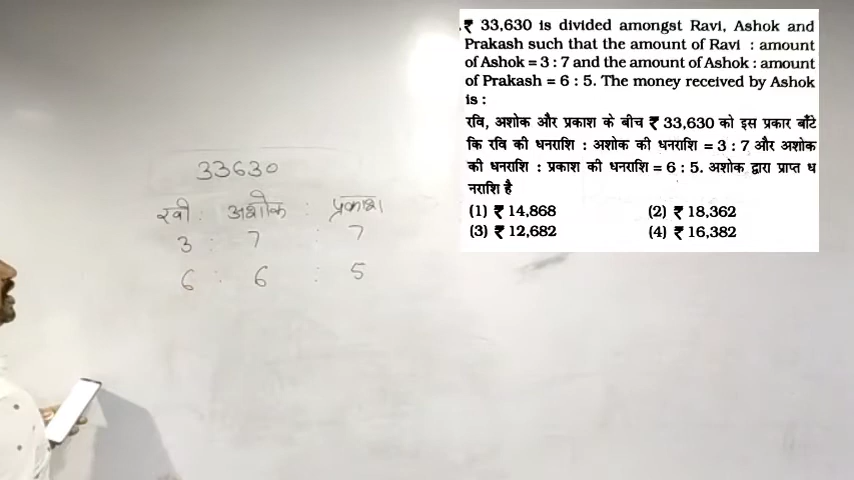 .₹ 33,630 is divided amongst Ravi, Ashok and
Prakash such that the amount of Ravi : amount
of Ashok = 3 : 7 and the amount of Ashok : amount
of Prakash = 6 : 5. The money received by Ashok
is :
रवि, अशोक और प्रकाश के बीच ₹ 33,630 को इस प्रकार बाँटे
कि रवि की धनराशि : अशोक की धनराशि = 3 : 7 और अशोक
की धनराशि : प्रकाश की धनराशि = 6 : 5. अशोक द्वारा प्राप्त ध
नराशि है
(1) ₹ 14,868 (2) ₹ 18,362
(3) ₹ 12,682 (4) ₹ 16,382
33630
रवी : अशोक : प्रकाश
3 : 7 : 7
6 : 6 : 5